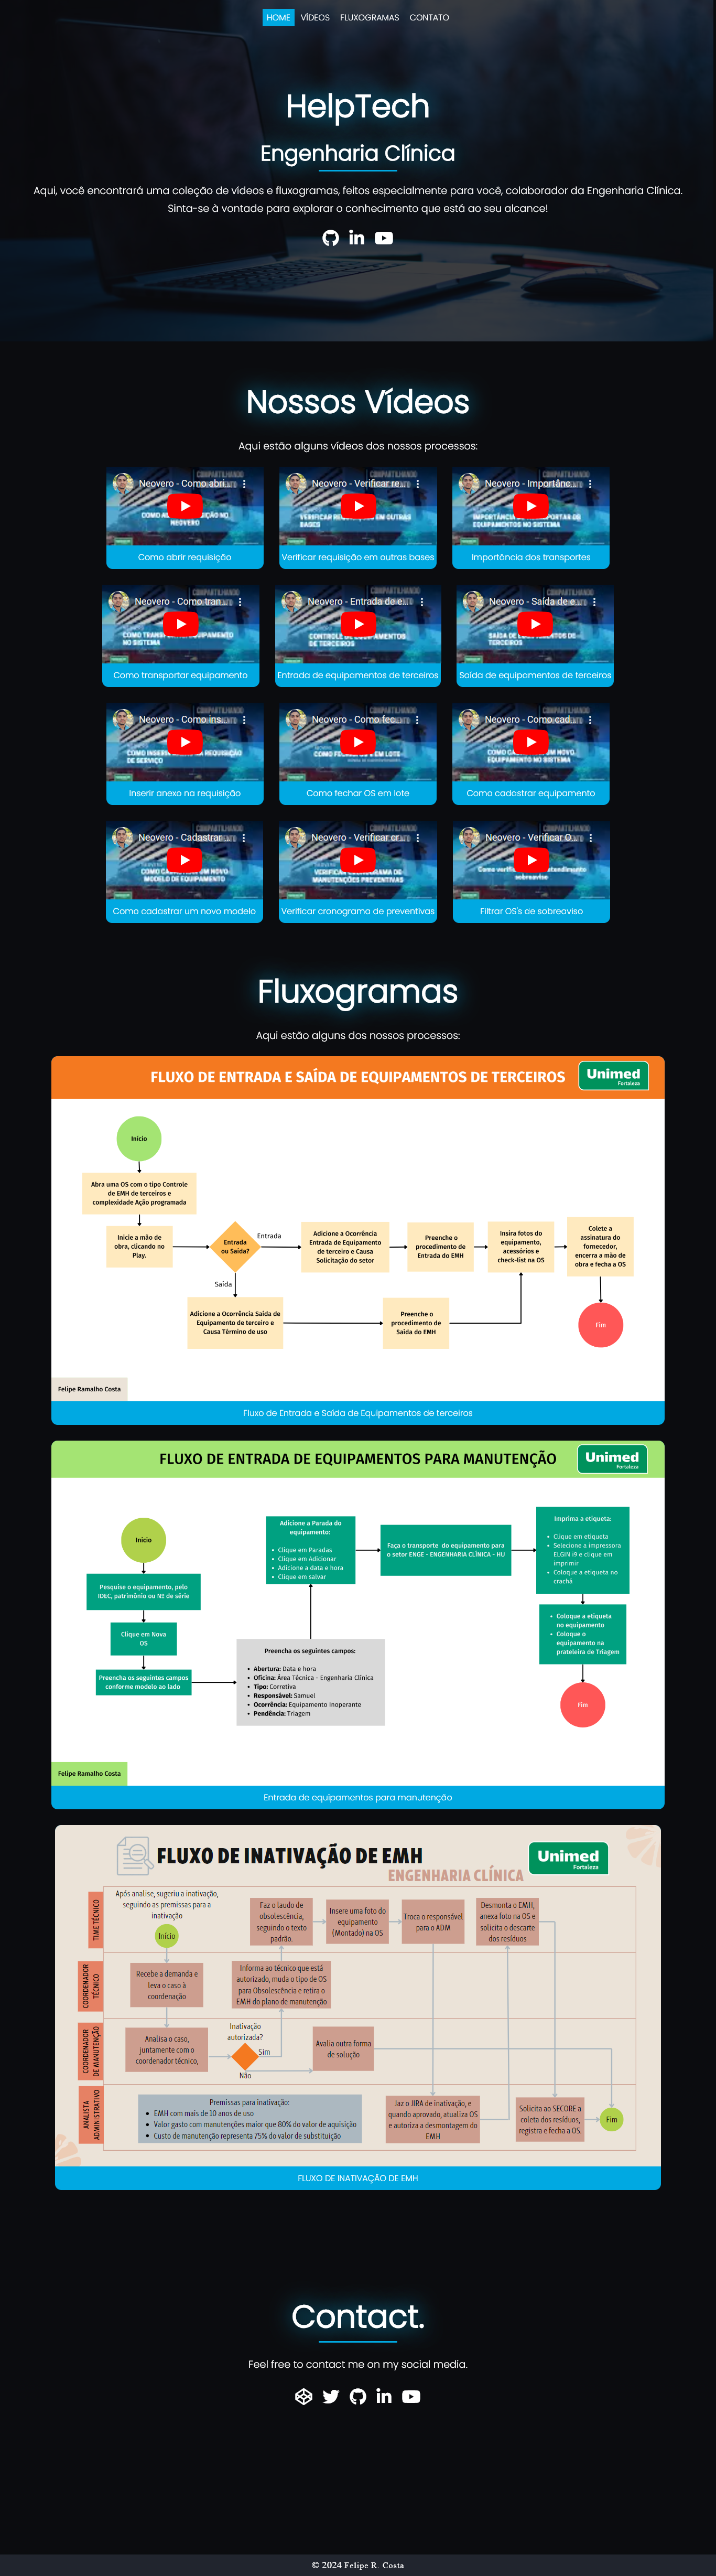 HOME VÍDEOS FLUXOGRAMAS CONTATO
HelpTech
Engenharia Clínica
Aqui, você encontrará uma coleção de vídeos e fluxogramas, feitos especialmente para você, colaborador da Engenharia Clínica.
Sinta-se à vontade para explorar o conhecimento que está ao seu alcance!
Nossos Vídeos
Aqui estão alguns vídeos dos nossos processos:
Neovero - Como abri...
Como abrir requisição
Neovero - Verificar re...
Verificar requisição em outras bases
Neovero - Importânc...
Importância dos transportes
Neovero - Como tran...
Como transportar equipamento
Neovero - Entrada de e...
Entrada de equipamentos de terceiros
Neovero - Saída de e...
Saída de equipamentos de terceiros
Neovero - Como ins...
Inserir anexo na requisição
Neovero - Como fec...
Como fechar OS em lote
Neovero - Como cad...
Como cadastrar equipamento
Neovero - Cadastrar ...
Como cadastrar um novo modelo
Neovero - Verificar cr...
Verificar cronograma de preventivas
Neovero - Verificar O...
Filtrar OS's de sobreaviso
Fluxogramas
Aqui estão alguns dos nossos processos:
FLUXO DE ENTRADA E SAÍDA DE EQUIPAMENTOS DE TERCEIROS
Unimed
Fortaleza
Início
Abra uma OS com o tipo Controle
de EMH de terceiros e
complexidade Ação programada
Inicie a mão de
obra, clicando no
Play.
Entrada
ou Saída?
Entrada
Saída
Adicione a Ocorrência
Entrada de Equipamento
de terceiro e Causa
Solicitação do setor
Preenche o
procedimento de
Entrada do EMH
Insira fotos do
equipamento,
acessórios e
check-list na OS
Colete a
assinatura do
fornecedor,
encerra a mão de
obra e fecha a OS
Adicione a Ocorrência Saída de
Equipamento de terceiro e
Causa Término de uso
Preenche o
procedimento de
Saída do EMH
Fim
Felipe Ramalho Costa
Fluxo de Entrada e Saída de Equipamentos de terceiros
FLUXO DE ENTRADA DE EQUIPAMENTOS PARA MANUTENÇÃO
Unimed
Fortaleza
Início
Pesquise o equipamento, pelo
IDEC, patrimônio ou Nº de série
Clique em Nova
OS
Preencha os seguintes campos
conforme modelo ao lado
Preencha os seguintes campos:
• Abertura: Data e hora
• Oficina: Área Técnica - Engenharia Clínica
• Tipo: Corretiva
• Responsável: Samuel
• Ocorrência: Equipamento Inoperante
• Pendência: Triagem
Adicione a Parada do
equipamento:
• Clique em Paradas
• Clique em Adicionar
• Adicione a data e hora
• Clique em salvar
Faça o transporte do equipamento para
o setor ENGE - ENGENHARIA CLÍNICA - HU
Imprima a etiqueta:
• Clique em etiqueta
• Selecione a impressora
ELGIN i9 e clique em
imprimir
• Coloque a etiqueta no
crachá
• Coloque a etiqueta
no equipamento
• Coloque o
equipamento na
prateleira de Triagem
Fim
Felipe Ramalho Costa
Entrada de equipamentos para manutenção
FLUXO DE INATIVAÇÃO DE EMH
ENGENHARIA CLÍNICA
Unimed
Fortaleza
TIME TÉCNICO
Após analise, sugeriu a inativação,
seguindo as premissas para a
inativação
Início
Faz o laudo de
obsolescência,
seguindo o texto
padrão.
Insere uma foto do
equipamento
(Montado) na OS
Troca o responsável
para o ADM
Desmonta o EMH,
anexa foto na OS e
solicita o descarte
dos resíduos
COORDENADOR
TÉCNICO
Recebe a demanda e
leva o caso à
coordenação
Informa ao técnico que está
autorizado, muda o tipo de OS
para Obsolescência e retira o
EMH do plano de manutenção
COORDENADOR
DE MANUTENÇÃO
Analisa o caso,
juntamente com o
coordenador técnico,
Inativação
autorizada?
Sim
Não
Avalia outra forma
de solução
ANALISTA
ADMINISTRATIVO
Premissas para inativação:
• EMH com mais de 10 anos de uso
• Valor gasto com manutenções maior que 80% do valor de aquisição
• Custo de manutenção representa 75% do valor de substituição
Jaz o JIRA de inativação, e
quando aprovado, atualiza OS
e autoriza a desmontagem do
EMH
Solicita ao SECORE a
coleta dos resíduos,
registra e fecha a OS.
Fim
FLUXO DE INATIVAÇÃO DE EMH
Contact.
Feel free to contact me on my social media.
© 2024 Felipe R. Costa